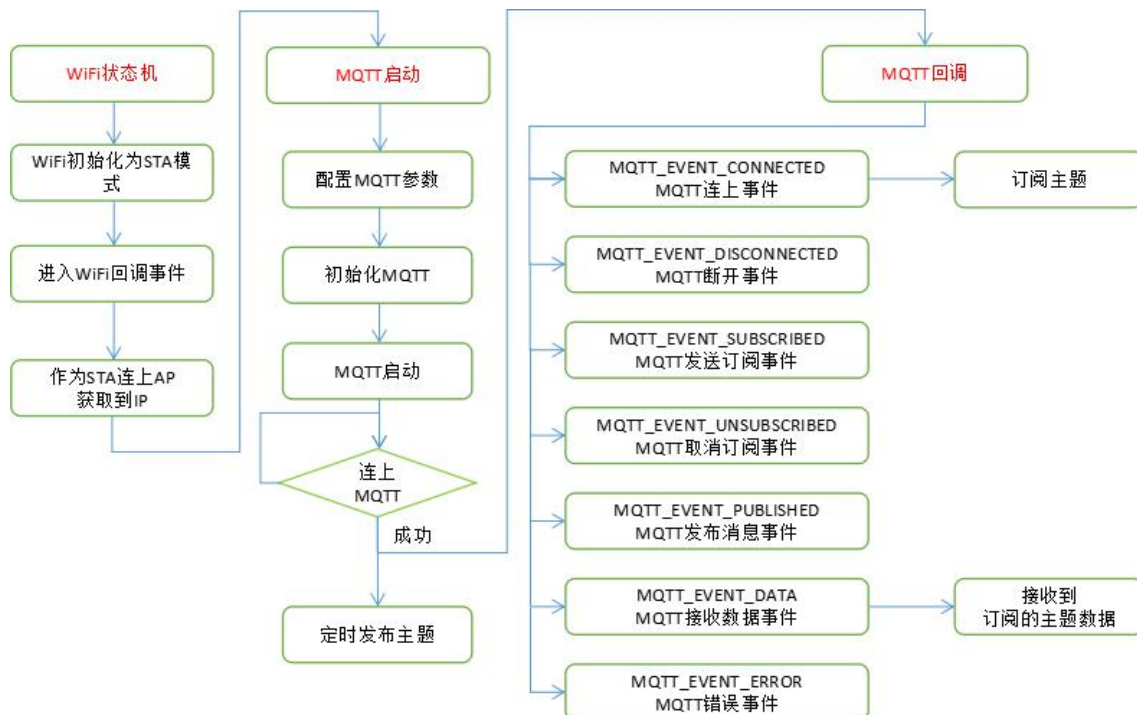 WiFi状态机
WiFi初始化为STA模
式
进入WiFi回调事件
作为STA连上AP
获取到IP
MQTT启动
配置MQTT参数
初始化MQTT
MQTT启动
连上
MQTT
成功
定时发布主题
MQTT回调
MQTT_EVENT_CONNECTED
MQTT连上事件
订阅主题
MQTT_EVENT_DISCONNECTED
MQTT断开事件
MQTT_EVENT_SUBSCRIBED
MQTT发送订阅事件
MQTT_EVENT_UNSUBSCRIBED
MQTT取消订阅事件
MQTT_EVENT_PUBLISHED
MQTT发布消息事件
MQTT_EVENT_DATA
MQTT接收数据事件
接收到
订阅的主题数据
MQTT_EVENT_ERROR
MQTT错误事件